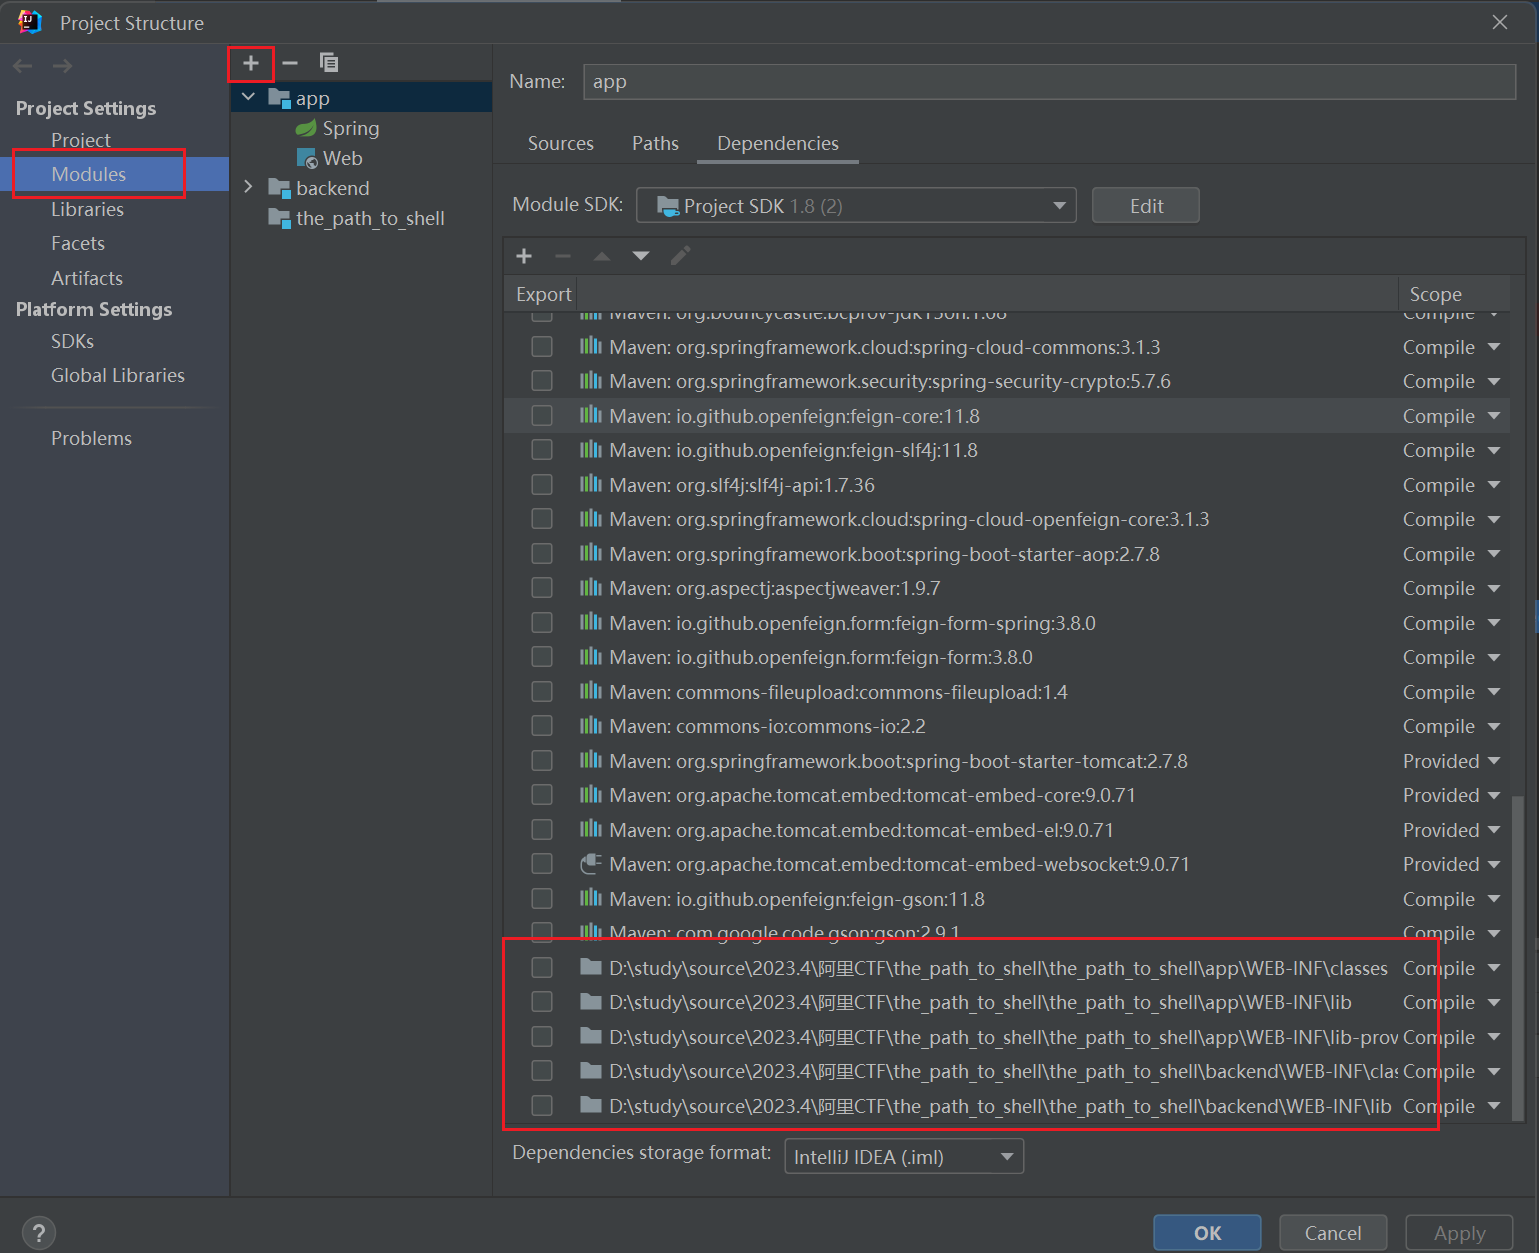 Project Structure
Project Settings
Project
Modules
Libraries
Facets
Artifacts
Platform Settings
SDKs
Global Libraries
Problems
app
Spring
Web
backend
the_path_to_shell
Name: app
Sources Paths Dependencies
Module SDK: Project SDK 1.8 (2) Edit
Export Scope
Maven: org.bouncycastle:bcprov-jdk15on:1.68 Compile
Maven: org.springframework.cloud:spring-cloud-commons:3.1.3 Compile
Maven: org.springframework.security:spring-security-crypto:5.7.6 Compile
Maven: io.github.openfeign:feign-core:11.8 Compile
Maven: io.github.openfeign:feign-slf4j:11.8 Compile
Maven: org.slf4j:slf4j-api:1.7.36 Compile
Maven: org.springframework.cloud:spring-cloud-openfeign-core:3.1.3 Compile
Maven: org.springframework.boot:spring-boot-starter-aop:2.7.8 Compile
Maven: org.aspectj:aspectjweaver:1.9.7 Compile
Maven: io.github.openfeign.form:feign-form-spring:3.8.0 Compile
Maven: io.github.openfeign.form:feign-form:3.8.0 Compile
Maven: commons-fileupload:commons-fileupload:1.4 Compile
Maven: commons-io:commons-io:2.2 Compile
Maven: org.springframework.boot:spring-boot-starter-tomcat:2.7.8 Provided
Maven: org.apache.tomcat.embed:tomcat-embed-core:9.0.71 Provided
Maven: org.apache.tomcat.embed:tomcat-embed-el:9.0.71 Provided
Maven: org.apache.tomcat.embed:tomcat-embed-websocket:9.0.71 Provided
Maven: io.github.openfeign:feign-gson:11.8 Compile
Maven: com.google.code.gson:gson:2.9.1 Compile
D:\study\source\2023.4\阿里CTF\the_path_to_shell\the_path_to_shell\app\WEB-INF\classes Compile
D:\study\source\2023.4\阿里CTF\the_path_to_shell\the_path_to_shell\app\WEB-INF\lib Compile
D:\study\source\2023.4\阿里CTF\the_path_to_shell\the_path_to_shell\app\WEB-INF\lib-prov Compile
D:\study\source\2023.4\阿里CTF\the_path_to_shell\the_path_to_shell\backend\WEB-INF\clas Compile
D:\study\source\2023.4\阿里CTF\the_path_to_shell\the_path_to_shell\backend\WEB-INF\lib Compile
Dependencies storage format: IntelliJ IDEA (.iml)
? OK Cancel Apply